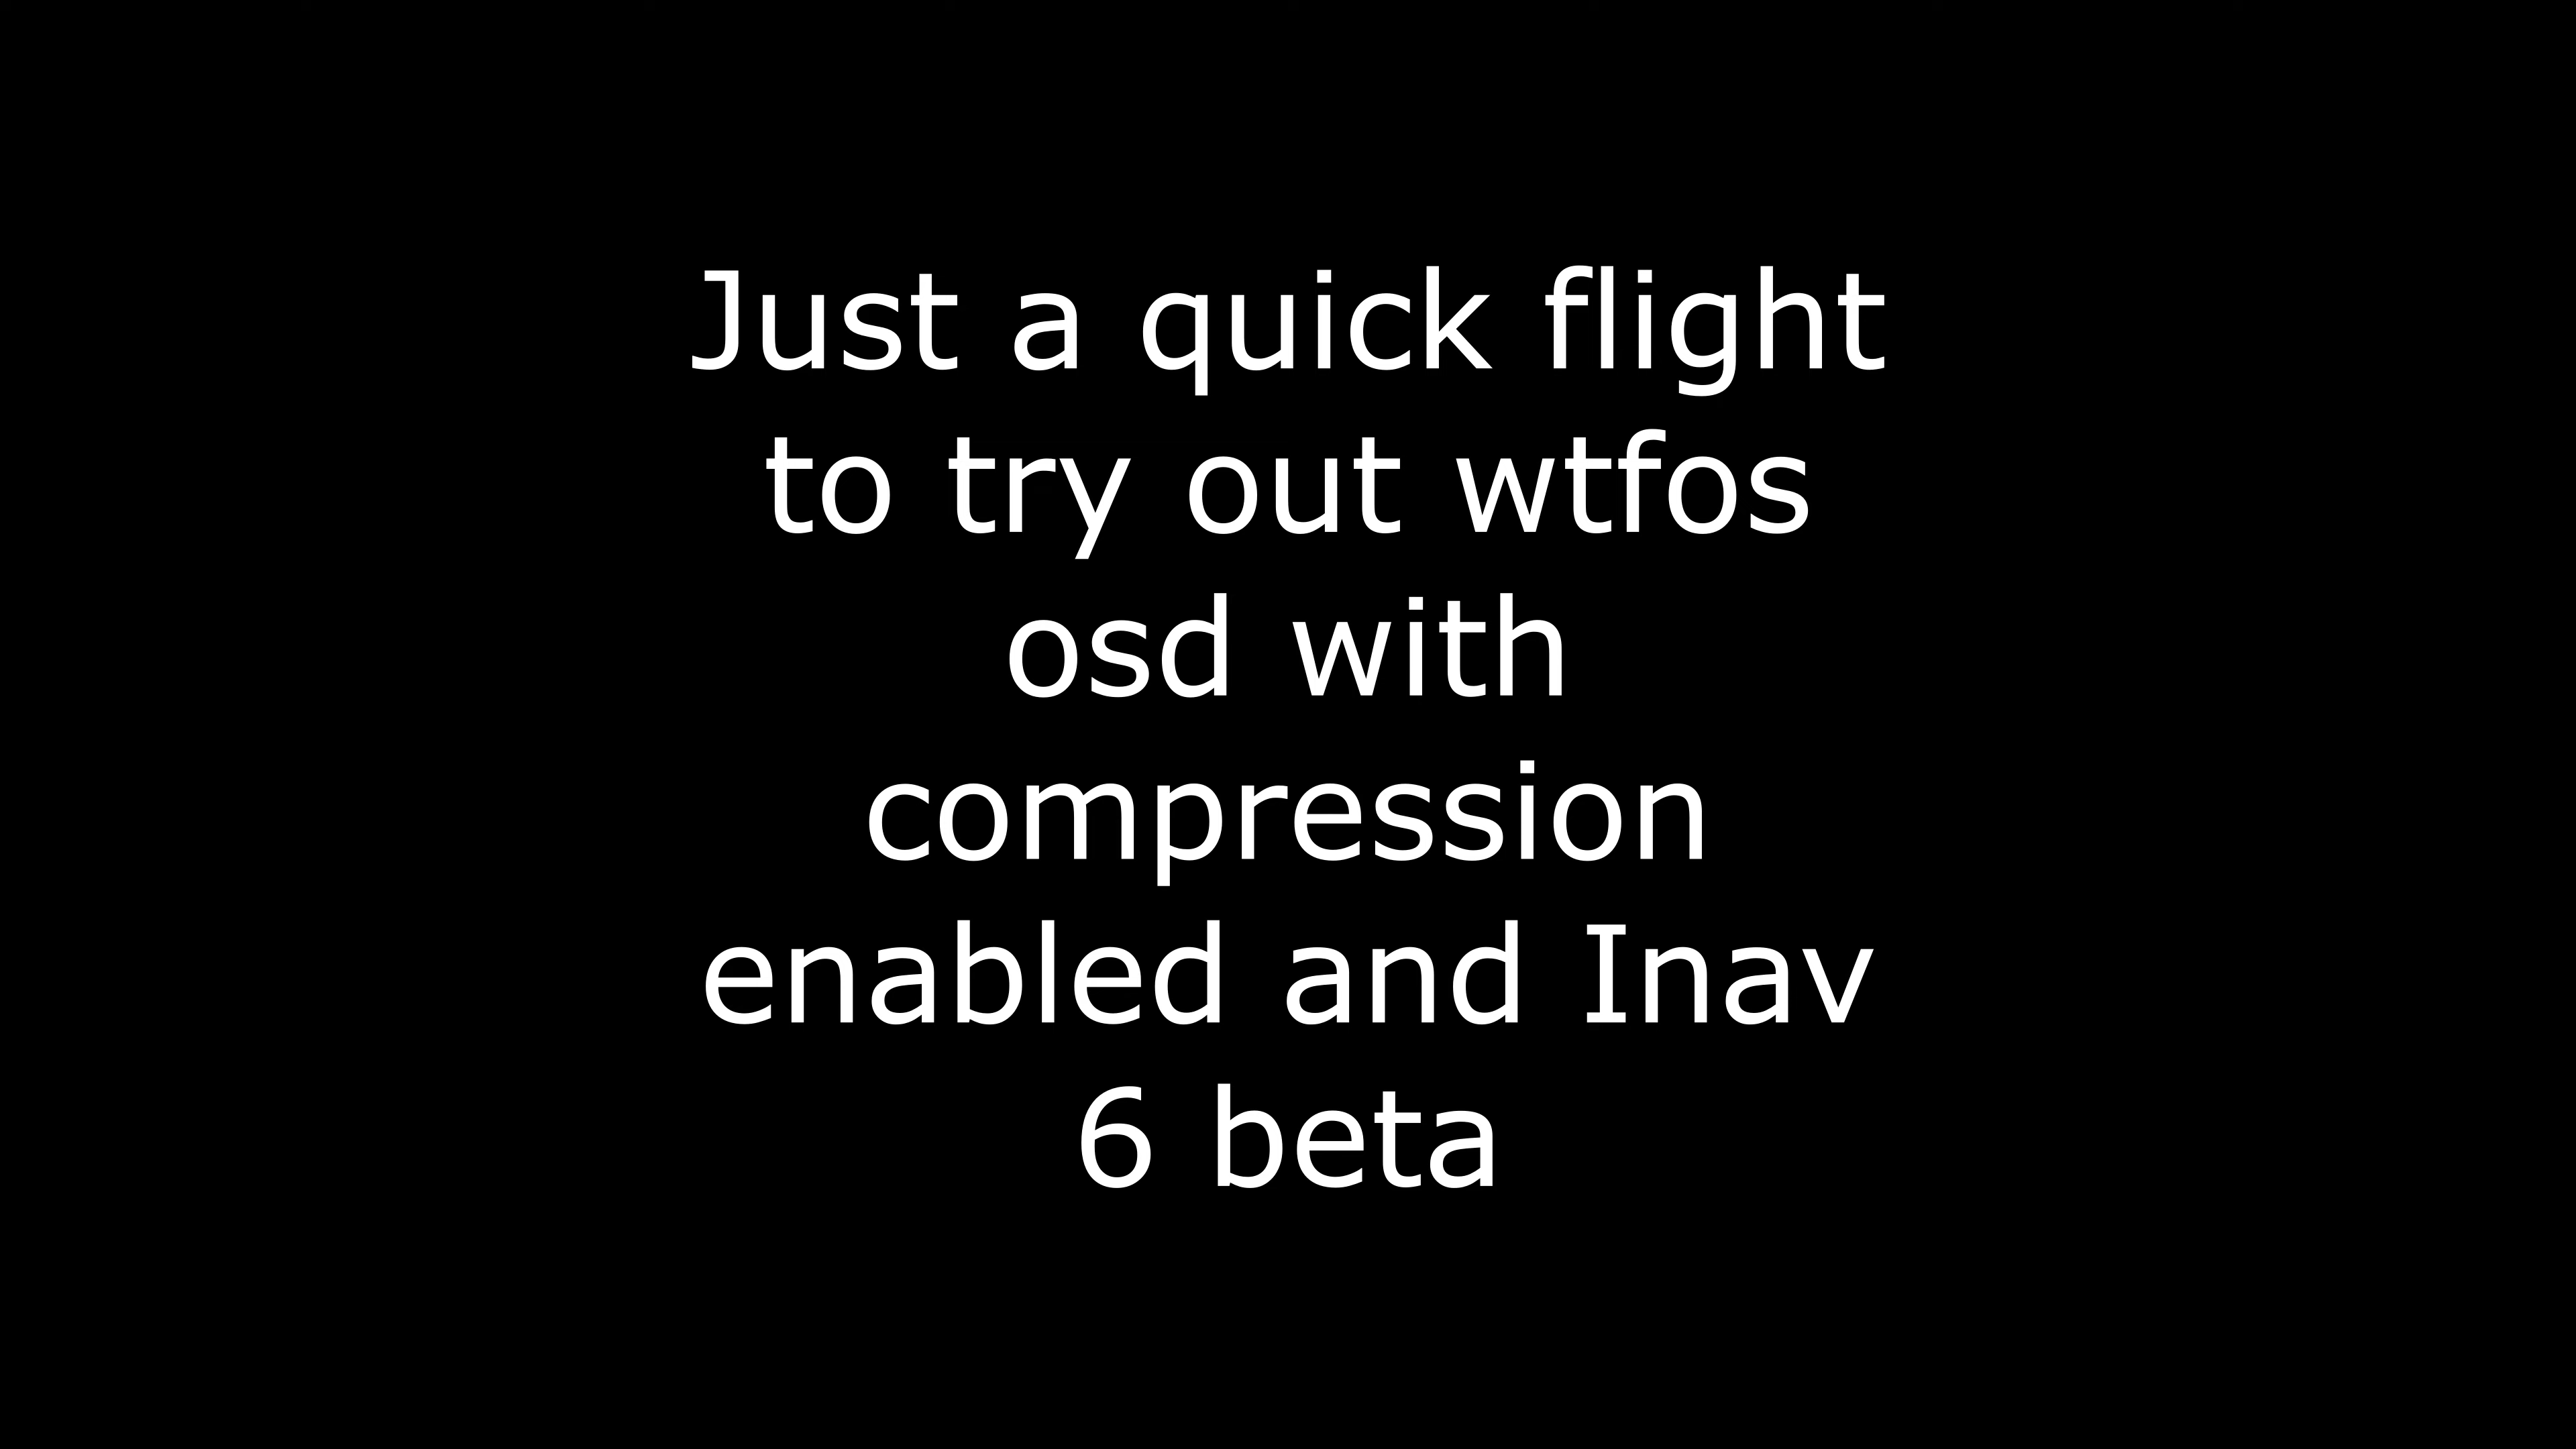 Just a quick flight
to try out wtfos
osd with
compression
enabled and Inav
6 beta